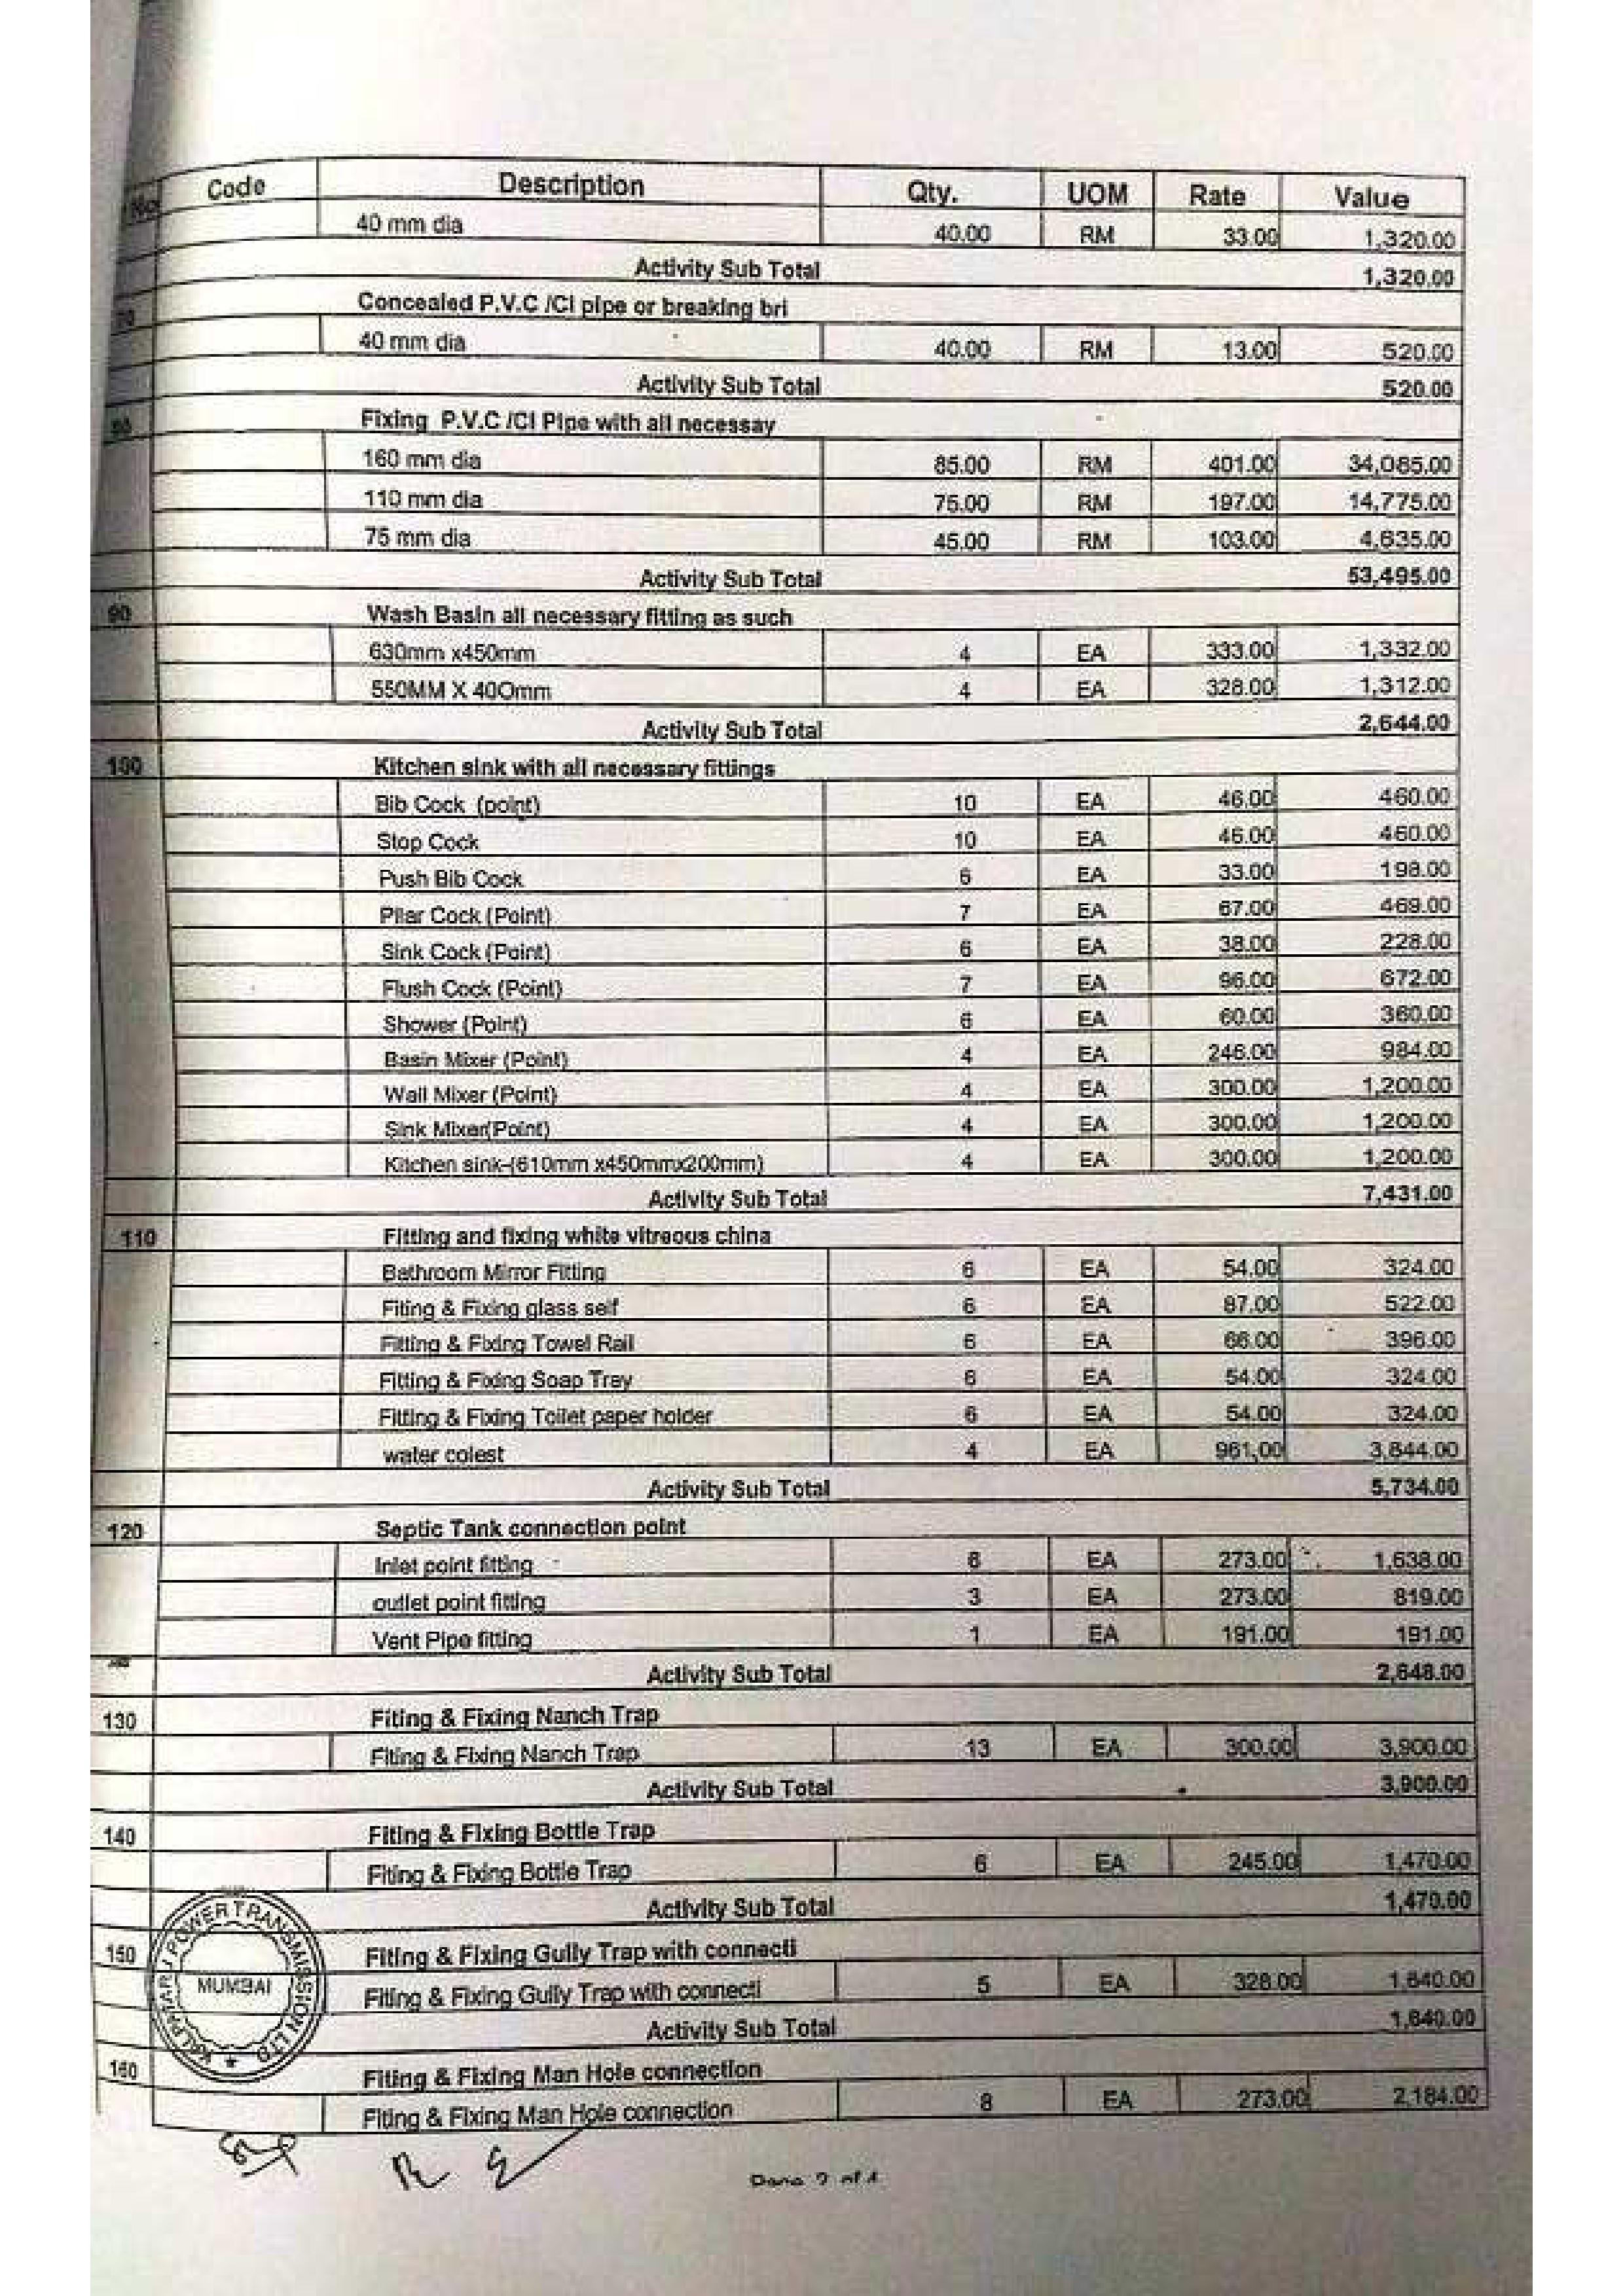 No Code Description Qty. UOM Rate Value
40 mm dia 40.00 RM 33.00 1,320.00
Activity Sub Total 1,320.00
70 Concealed P.V.C /CI pipe or breaking bri
40 mm dia 40.00 RM 13.00 520.00
Activity Sub Total 520.00
80 Fixing P.V.C /CI Pipe with all necessay
160 mm dia 85.00 RM 401.00 34,085.00
110 mm dia 75.00 RM 197.00 14,775.00
75 mm dia 45.00 RM 103.00 4,635.00
Activity Sub Total 53,495.00
90 Wash Basin all necessary fitting as such
630mm x450mm 4 EA 333.00 1,332.00
550MM X 400mm 4 EA 328.00 1,312.00
Activity Sub Total 2,644.00
100 Kitchen sink with all necessary fittings
Bib Cock (point) 10 EA 46.00 460.00
Stop Cock 10 EA 46.00 460.00
Push Bib Cock 6 EA 33.00 198.00
Pilar Cock (Point) 7 EA 67.00 469.00
Sink Cock (Point) 6 EA 38.00 228.00
Flush Cock (Point) 7 EA 96.00 672.00
Shower (Point) 6 EA 60.00 360.00
Basin Mixer (Point) 4 EA 246.00 984.00
Wall Mixer (Point) 4 EA 300.00 1,200.00
Sink Mixer(Point) 4 EA 300.00 1,200.00
Kitchen sink-(610mm x450mmx200mm) 4 EA 300.00 1,200.00
Activity Sub Total 7,431.00
110 Fitting and fixing white vitreous china
Bathroom Mirror Fitting 6 EA 54.00 324.00
Fiting & Fixing glass self 6 EA 87.00 522.00
Fitting & Fixing Towel Rail 6 EA 66.00 396.00
Fitting & Fixing Soap Tray 6 EA 54.00 324.00
Fitting & Fixing Toilet paper holder 6 EA 54.00 324.00
water colest 4 EA 961.00 3,844.00
Activity Sub Total 5,734.00
120 Septic Tank connection point
Inlet point fitting 6 EA 273.00 1,638.00
outlet point fitting 3 EA 273.00 819.00
Vent Pipe fitting 1 EA 191.00 191.00
Activity Sub Total 2,648.00
130 Fiting & Fixing Nanch Trap
Fiting & Fixing Nanch Trap 13 EA 300.00 3,900.00
Activity Sub Total 3,900.00
140 Fiting & Fixing Bottle Trap
Fiting & Fixing Bottle Trap 6 EA 245.00 1,470.00
Activity Sub Total 1,470.00
150 Fiting & Fixing Gully Trap with connecti
Fiting & Fixing Gully Trap with connecti 5 EA 328.00 1,640.00
Activity Sub Total 1,640.00
160 Fiting & Fixing Man Hole connection
Fiting & Fixing Man Hole connection 8 EA 273.00 2,184.00
KALPATARU POWER TRANSMISSION LTD
MUMBAI
Page 2 of 4